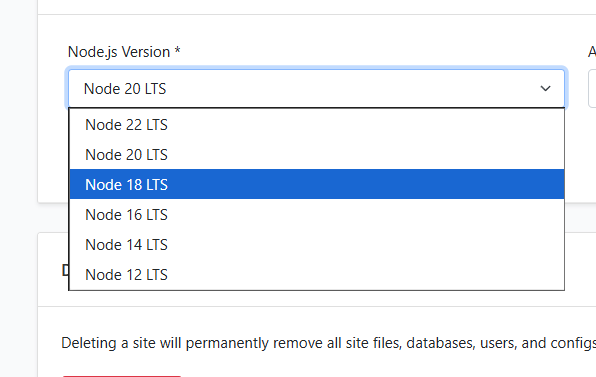 Node.js Version *
Node 20 LTS
Node 22 LTS
Node 20 LTS
Node 18 LTS
Node 16 LTS
Node 14 LTS
Node 12 LTS
Deleting a site will permanently remove all site files, databases, users, and configs